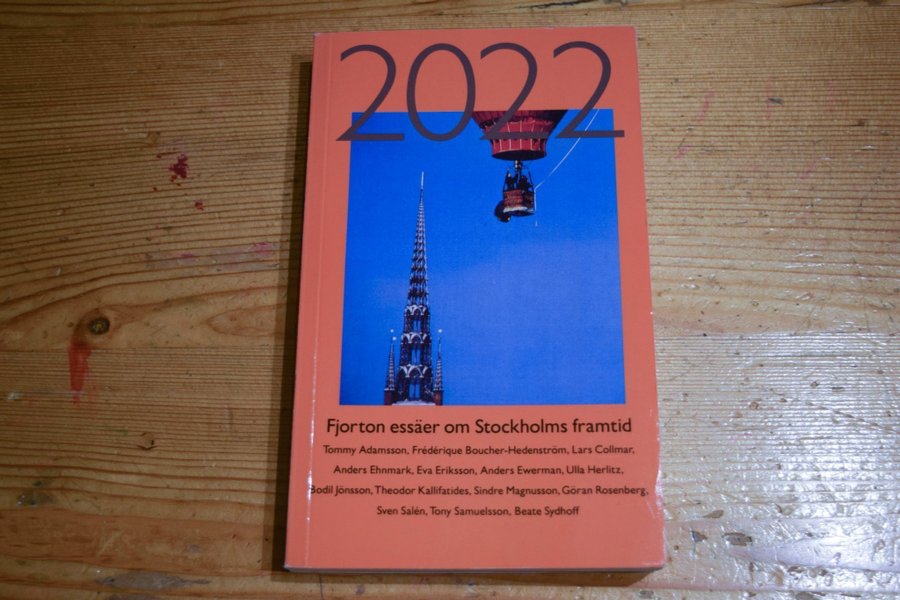 2022
Fjorton essäer om Stockholms framtid
Tommy Adamsson, Frédérique Boucher-Hedenström, Lars Collmar,
Anders Ehnmark, Eva Eriksson, Anders Ewerman, Ulla Herlitz,
Bodil Jönsson, Theodor Kallifatides, Sindre Magnusson, Göran Rosenberg,
Sven Salén, Tony Samuelsson, Beate Sydhoff